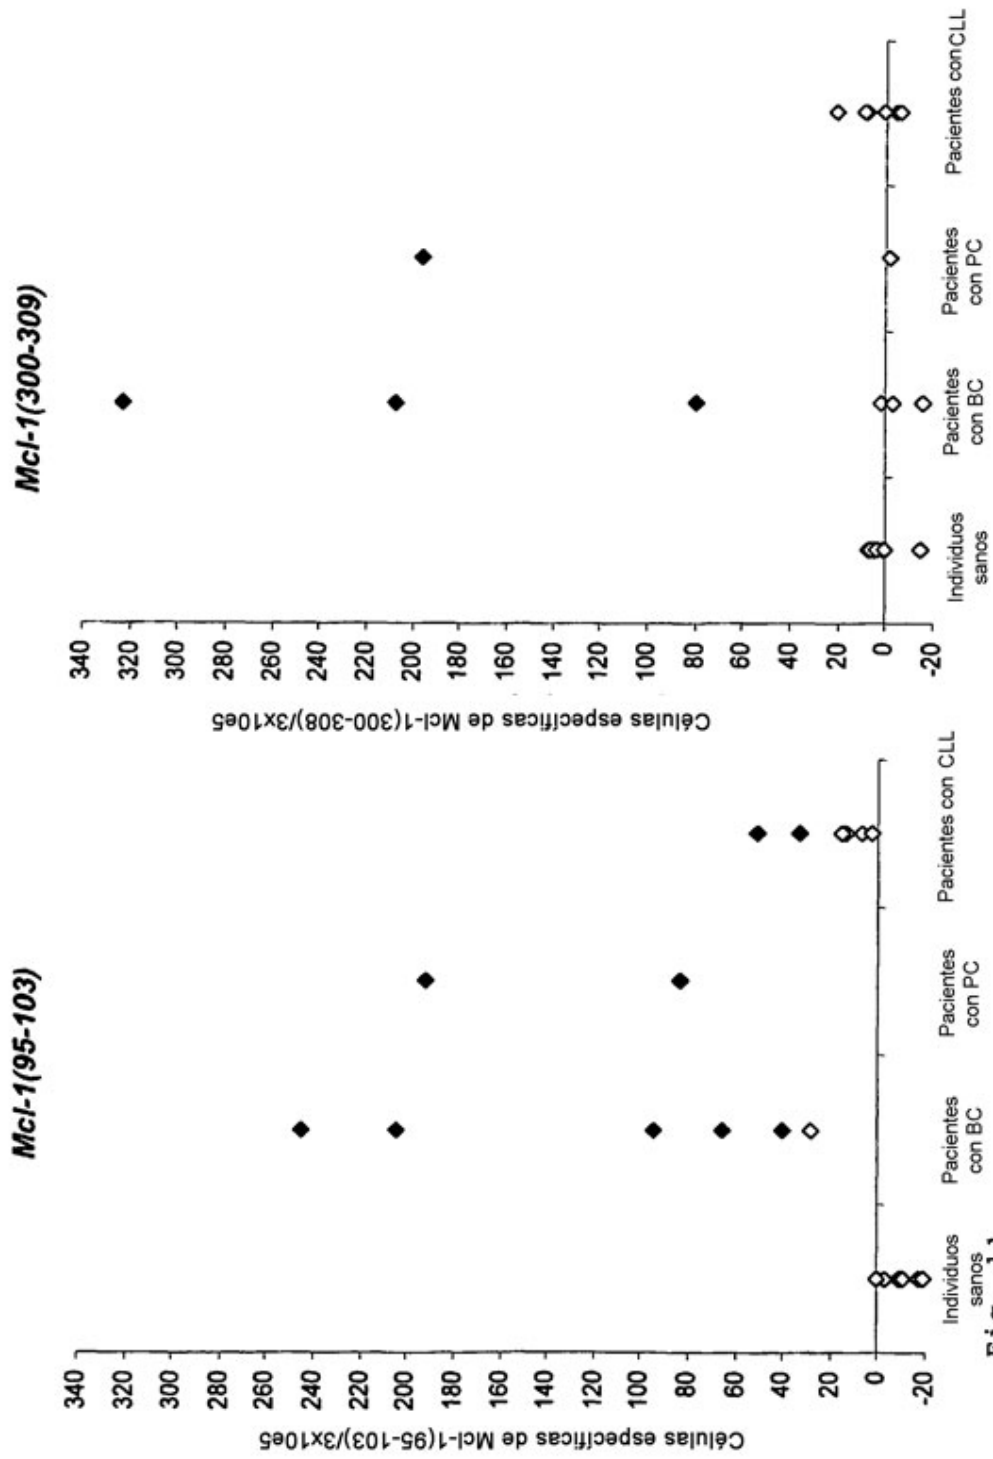 Mcl-1(95-103)
Células específicas de Mcl-1(95-103)/3x10e5
340
320
300
280
260
240
220
200
180
160
140
120
100
80
60
40
20
0
-20
Individuos
sanos
Pacientes
con BC
Pacientes
con PC
Pacientes con CLL
Mcl-1(300-309)
Células específicas de Mcl-1(300-308)/3x10e5
340
320
300
280
260
240
220
200
180
160
140
120
100
80
60
40
20
0
-20
Individuos
sanos
Pacientes
con BC
Pacientes
con PC
Pacientes con CLL